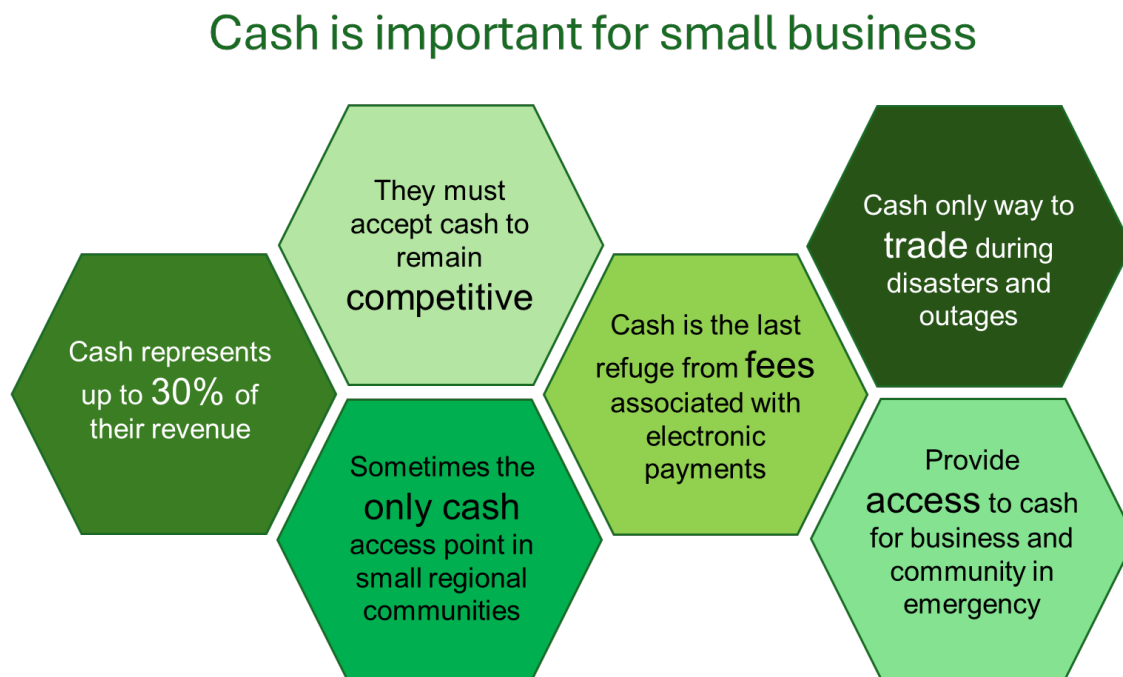 Cash is important for small business
Cash represents
up to 30% of
their revenue
They must
accept cash to
remain
competitive
Sometimes the
only cash
access point in
small regional
communities
Cash is the last
refuge from fees
associated with
electronic
payments
Cash only way to
trade during
disasters and
outages
Provide
access to cash
for business and
community in
emergency